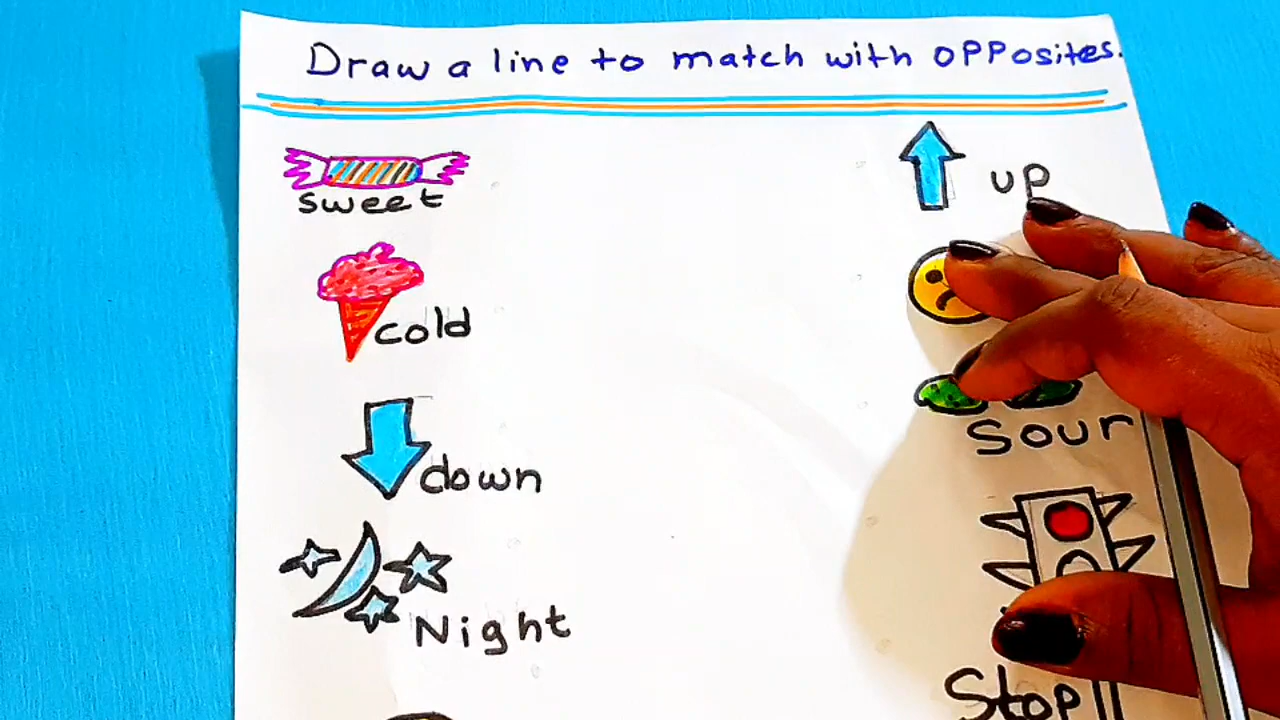 Draw a line to match with opposites.
sweet
up
cold
Sour
down
Night
Stop